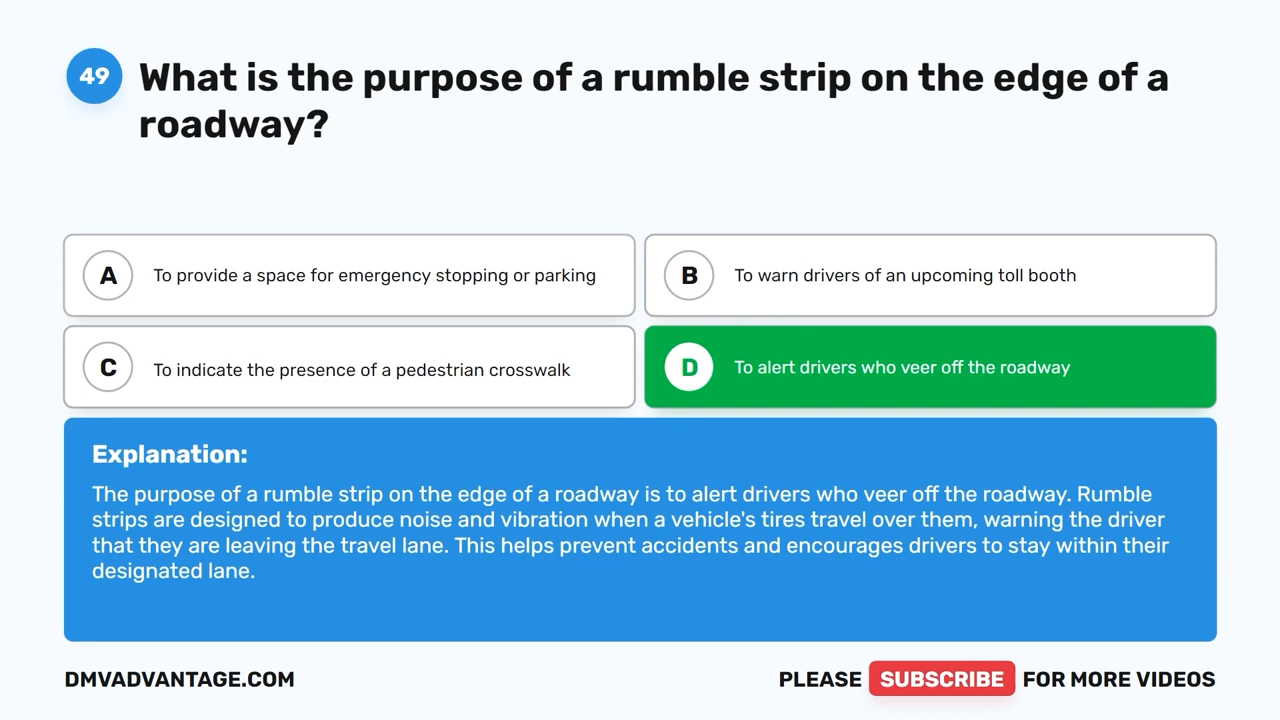 49
What is the purpose of a rumble strip on the edge of a
roadway?
A To provide a space for emergency stopping or parking
B To warn drivers of an upcoming toll booth
C To indicate the presence of a pedestrian crosswalk
D To alert drivers who veer off the roadway
Explanation:
The purpose of a rumble strip on the edge of a roadway is to alert drivers who veer off the roadway. Rumble
strips are designed to produce noise and vibration when a vehicle's tires travel over them, warning the driver
that they are leaving the travel lane. This helps prevent accidents and encourages drivers to stay within their
designated lane.
DMVADVANTAGE.COM
PLEASE SUBSCRIBE FOR MORE VIDEOS